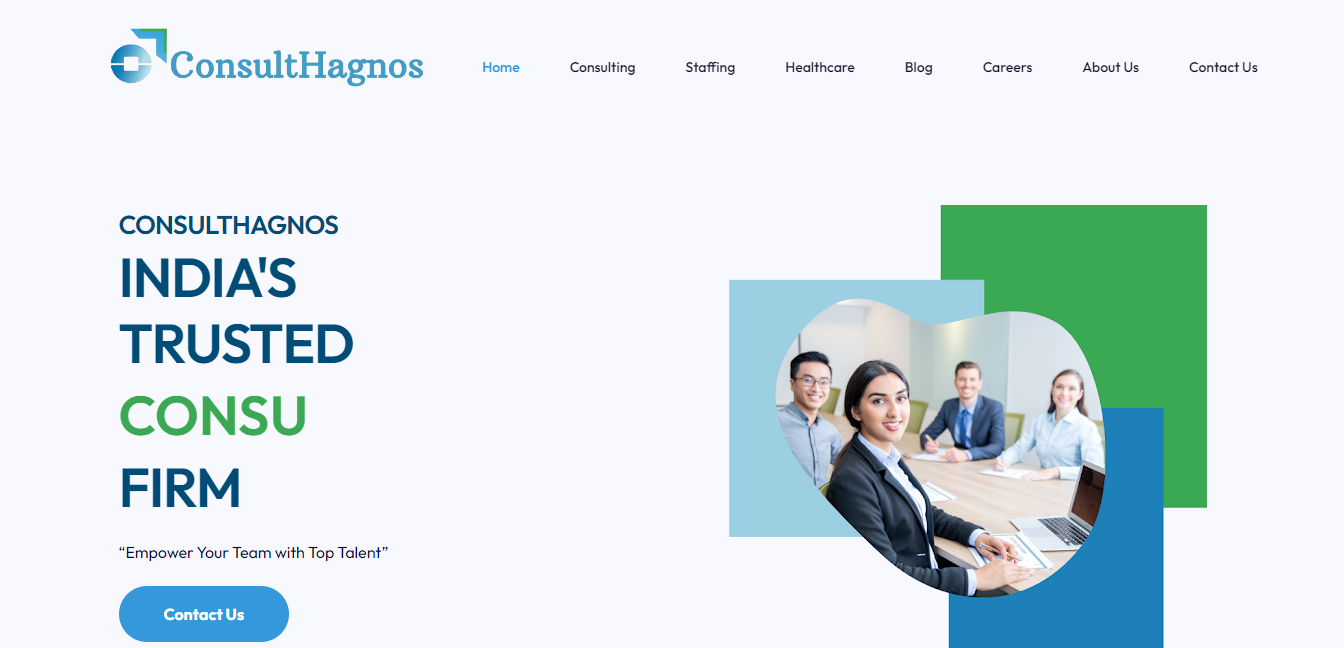 ConsultHagnos
Home Consulting Staffing Healthcare Blog Careers About Us Contact Us
CONSULTHAGNOS
INDIA'S
TRUSTED
CONSU
FIRM
“Empower Your Team with Top Talent”
Contact Us